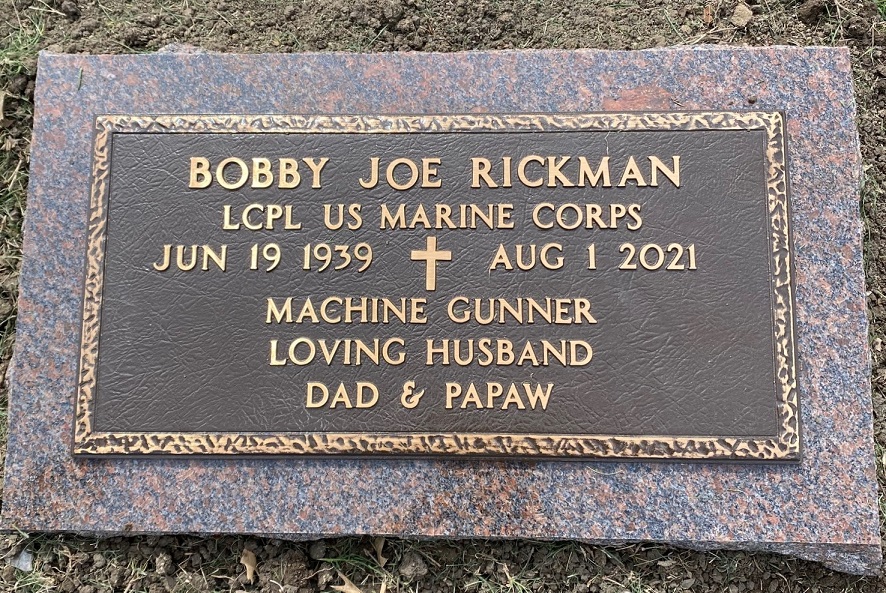 BOBBY JOE RICKMAN
LCPL US MARINE CORPS
JUN 19 1939 AUG 1 2021
MACHINE GUNNER
LOVING HUSBAND
DAD & PAPAW